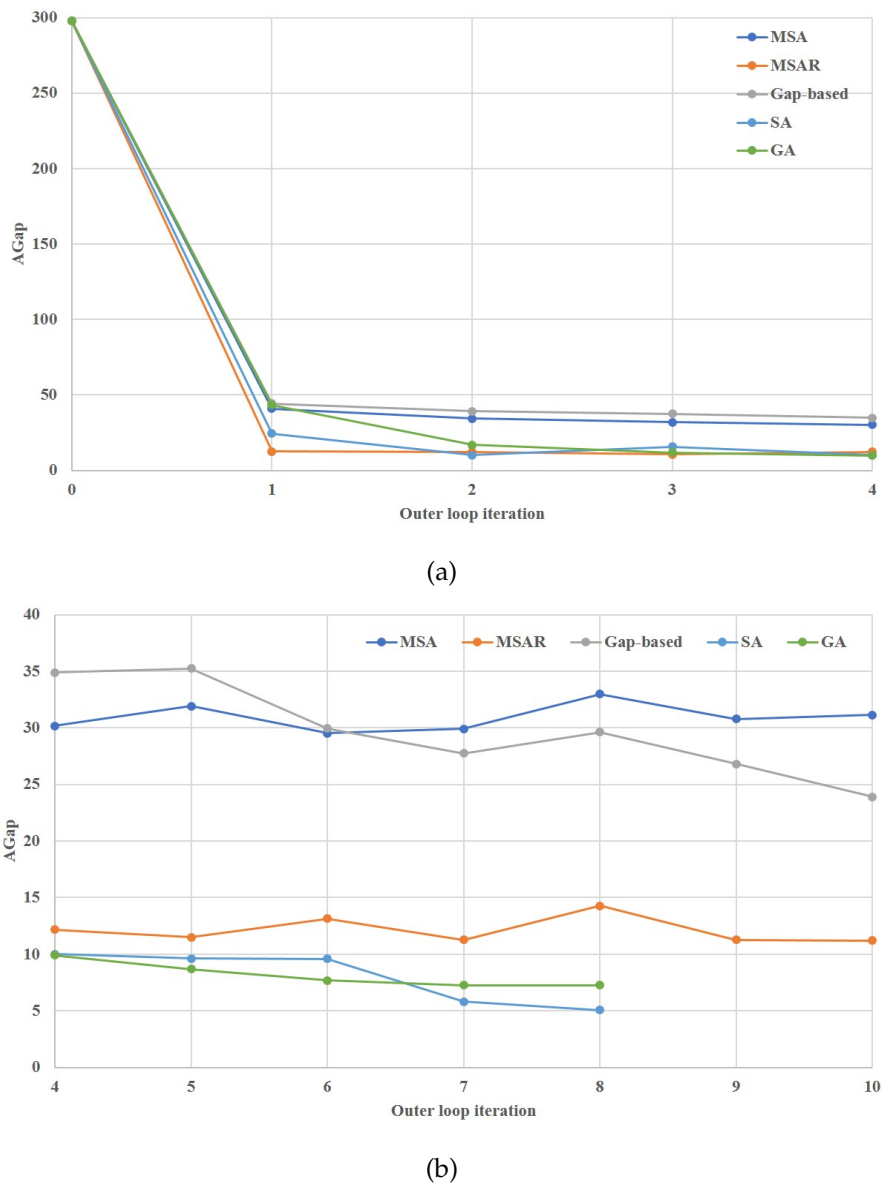 300
250
200
150
100
50
0
AGap
MSA
MSAR
Gap-based
SA
GA
0 1 2 3 4
Outer loop iteration
(a)
40
35
30
25
20
15
10
5
0
AGap
MSA MSAR Gap-based SA GA
4 5 6 7 8 9 10
Outer loop iteration
(b)